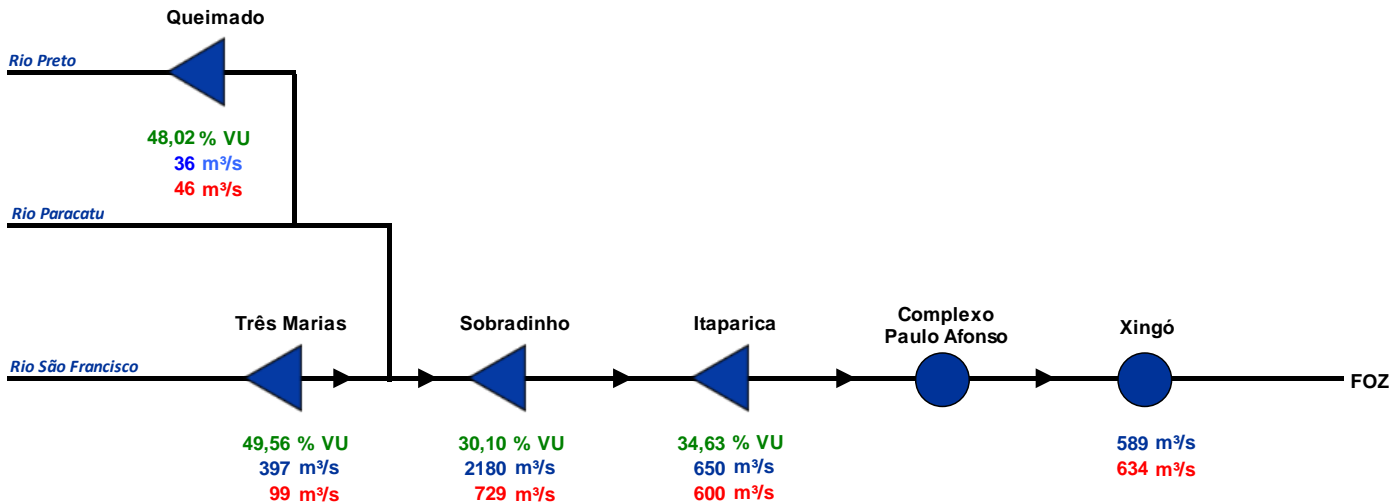 Queimado
Rio Preto
48,02 % VU
36 m³/s
46 m³/s
Rio Paracatu
Três Marias
Sobradinho
Itaparica
Complexo
Paulo Afonso
Xingó
Rio São Francisco
FOZ
49,56 % VU
397 m³/s
99 m³/s
30,10 % VU
2180 m³/s
729 m³/s
34,63 % VU
650 m³/s
600 m³/s
589 m³/s
634 m³/s